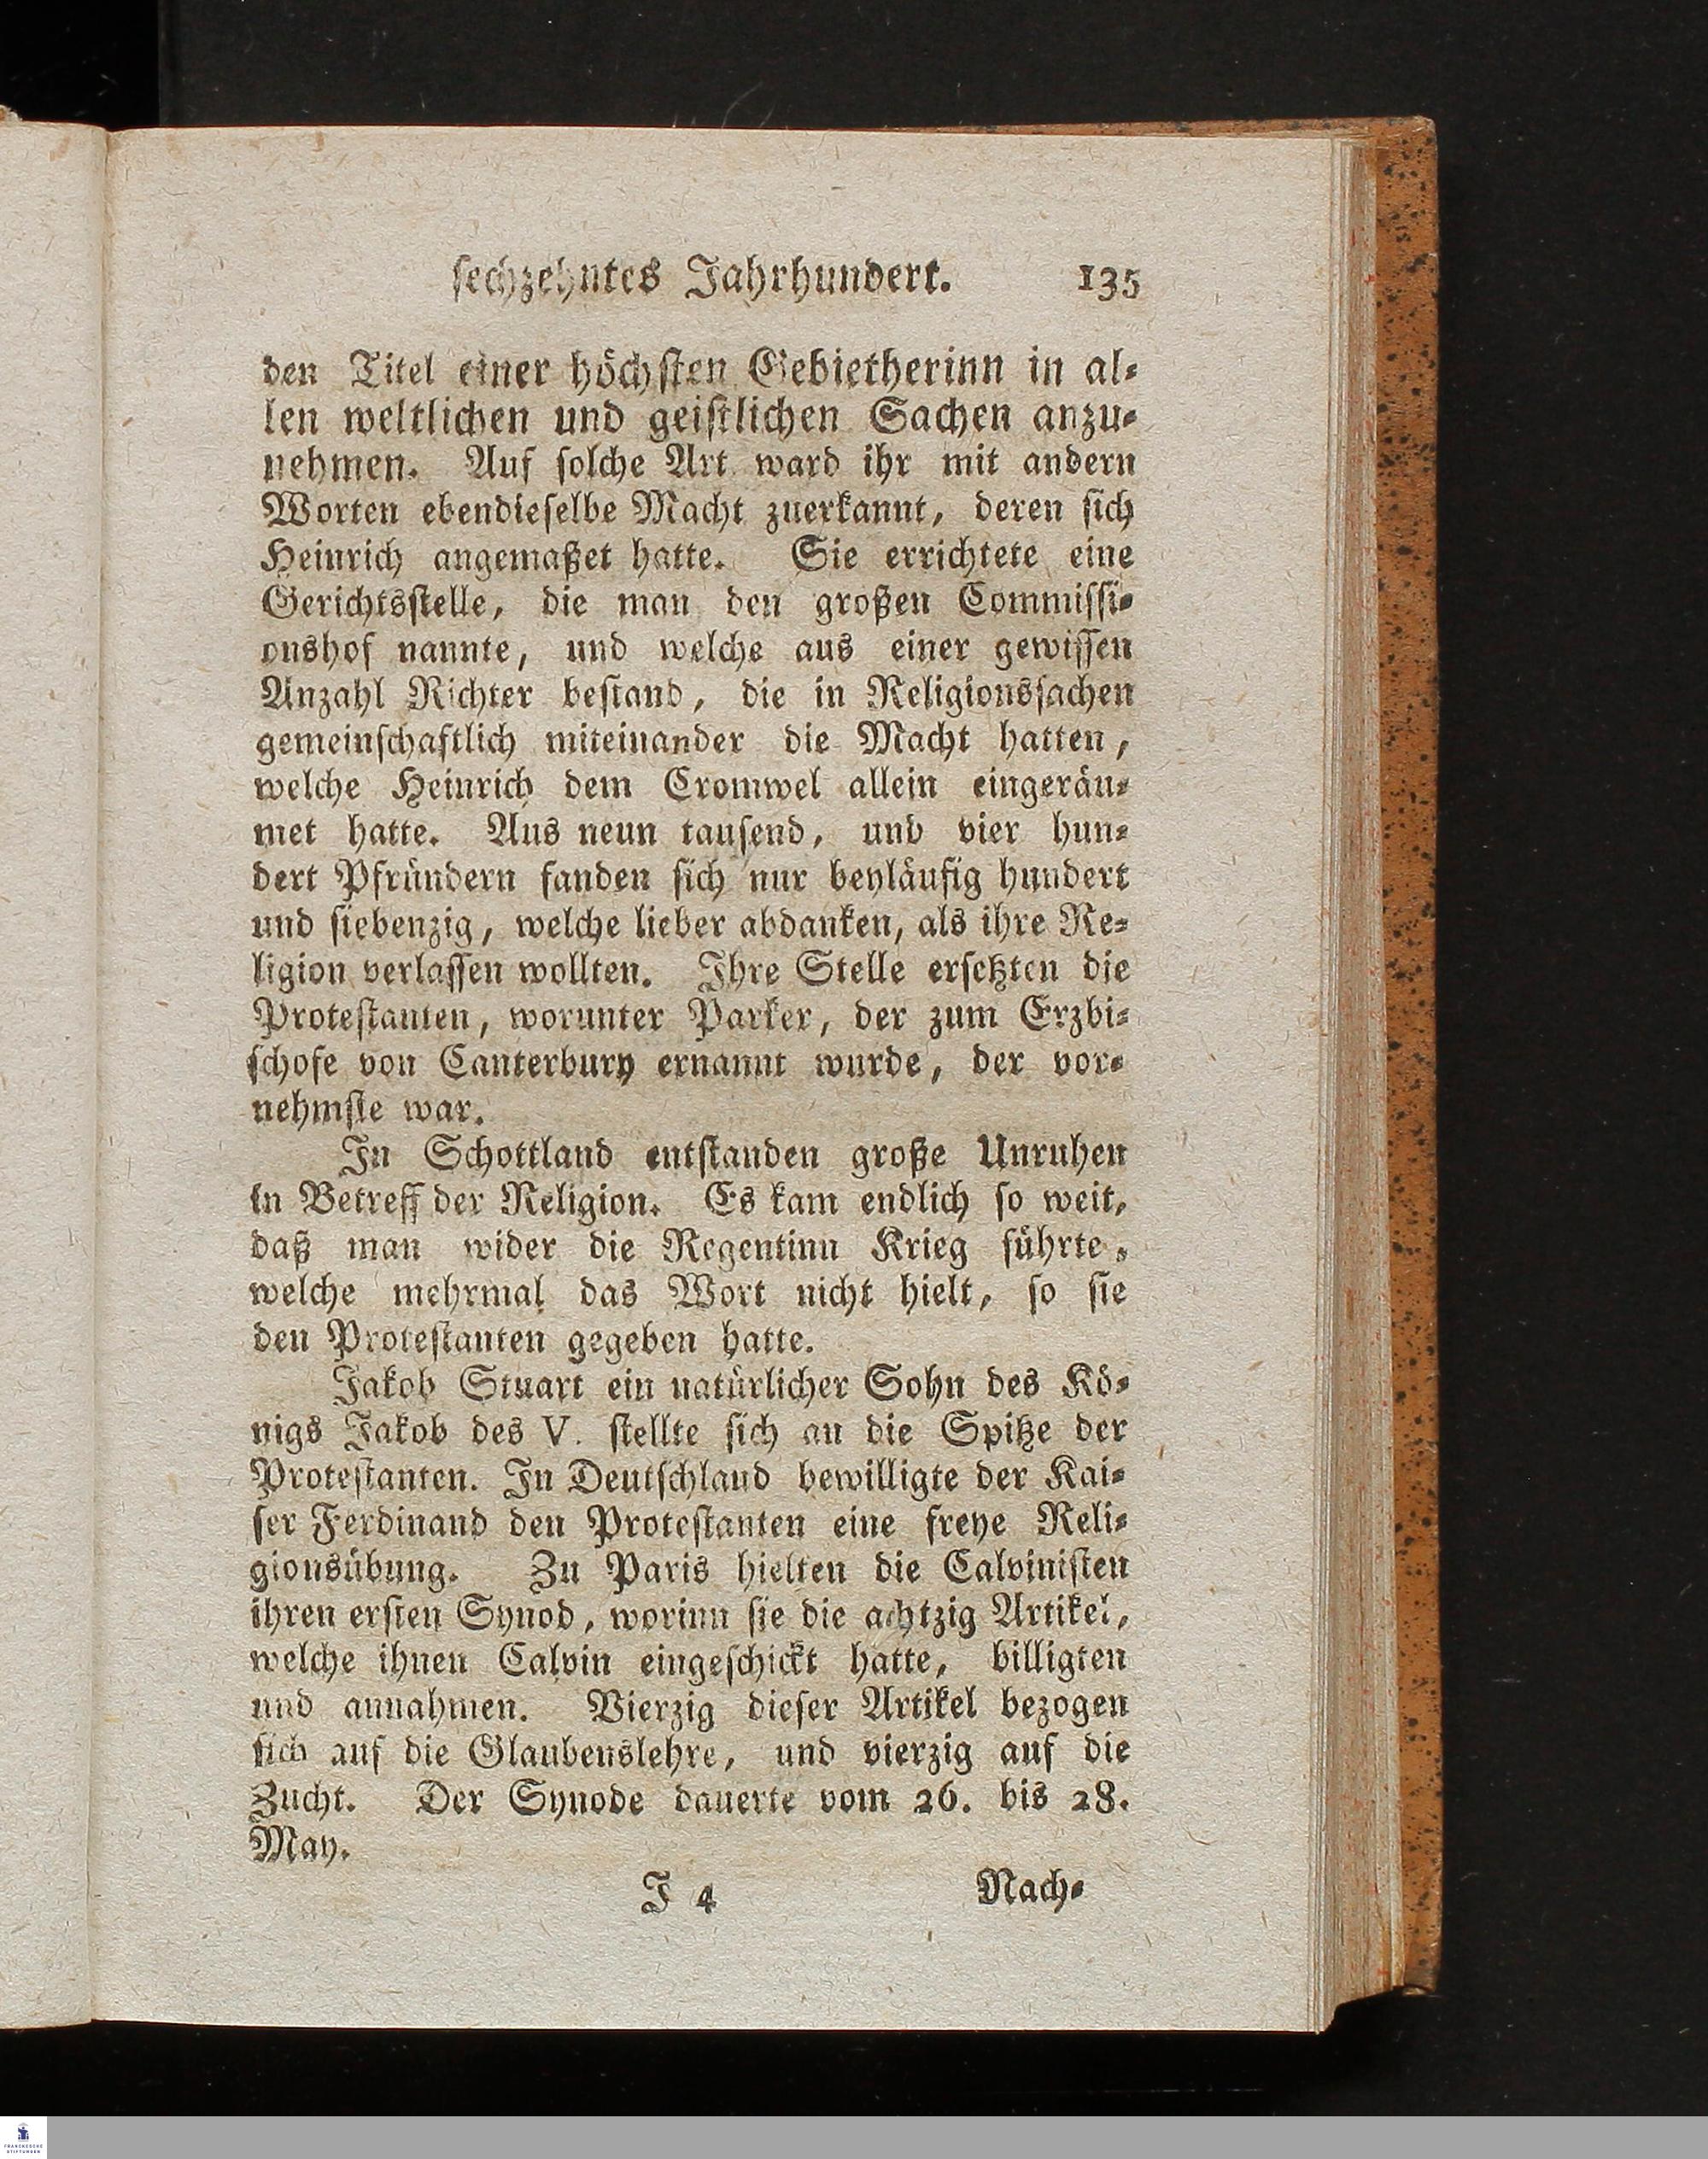 sechzehntes Jahrhundert. 135
den Titel einer höchsten Gebietherinn in al⸗
len weltlichen und geistlichen Sachen anzu⸗
nehmen. Auf solche Art ward ihr mit andern
Worten ebendieselbe Macht zuerkannt, deren sich
Heinrich angemaßet hatte. Sie errichtete eine
Gerichtsstelle, die man den großen Commissi⸗
onshof nannte, und welche aus einer gewissen
Anzahl Richter bestand, die in Religionssachen
gemeinschaftlich miteinander die Macht hatten,
welche Heinrich dem Cromwel allein eingeräu⸗
met hatte. Aus neun tausend, und vier hun⸗
dert Pfründern fanden sich nur beyläufig hundert
und siebenzig, welche lieber abdanken, als ihre Re⸗
ligion verlassen wollten. Ihre Stelle ersetzten die
Protestanten, worunter Parker, der zum Erzbi⸗
schofe von Canterbury ernannt wurde, der vor⸗
nehmste war.
In Schottland entstanden große Unruhen
in Betreff der Religion. Es kam endlich so weit,
daß man wider die Regentinn Krieg führte,
welche mehrmal das Wort nicht hielt, so sie
den Protestanten gegeben hatte.
Jakob Stuart ein natürlicher Sohn des Kö⸗
nigs Jakob des V. stellte sich an die Spitze der
Protestanten. In Deutschland bewilligte der Kai⸗
ser Ferdinand den Protestanten eine freye Reli⸗
gionsübung. Zu Paris hielten die Calvinisten
ihren ersten Synod, worinn sie die achtzig Artikel,
welche ihnen Calvin eingeschickt hatte, billigten
und annahmen. Vierzig dieser Artikel bezogen
sich auf die Glaubenslehre, und vierzig auf die
Zucht. Der Synode dauerte vom 26. bis 28.
May.
J 4 Nach⸗
FRANCKESCHE
STIFTUNGEN